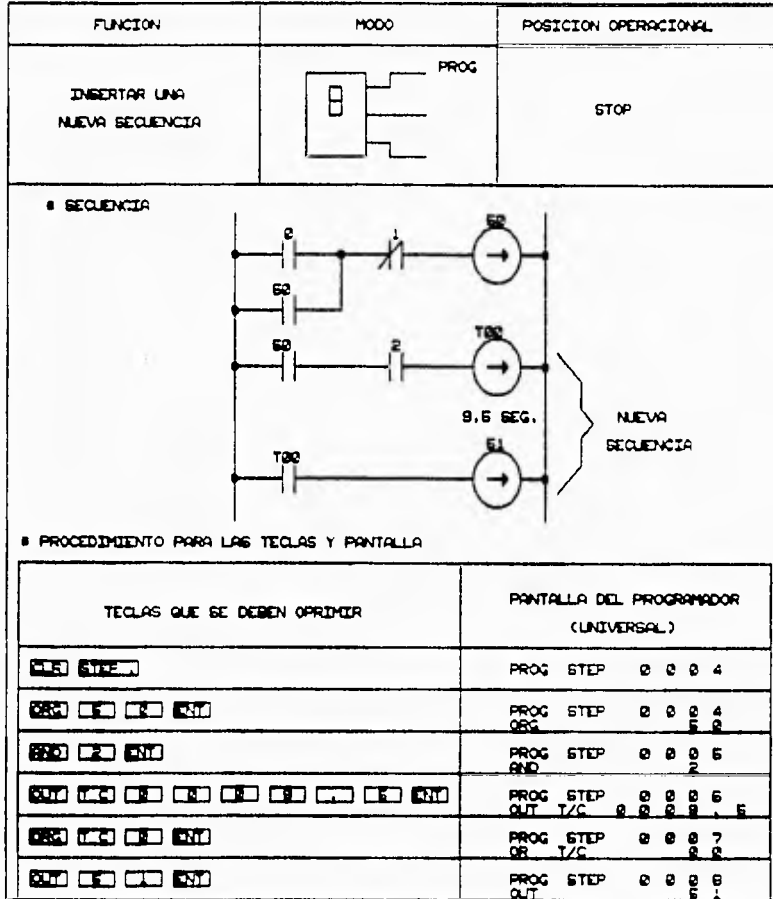 FUNCION
MODO
POSICION OPERACIONAL
INSERTAR UNA
NUEVA SECUENCIA
PROG
STOP
# SECUENCIA
0
1
50
50
50
2
T00
9.5 SEG.
NUEVA
SECUENCIA
T00
51
# PROCEDIMIENTO PARA LAS TECLAS Y PANTALLA
TECLAS QUE SE DEBEN OPRIMIR
PANTALLA DEL PROGRAMADOR
(UNIVERSAL)
CLR STEP .
PROG STEP 0 0 0 4
ORG 5 0 ENT
PROG STEP 0 0 0 4
ORG 5 0
AND 2 ENT
PROG STEP 0 0 0 5
AND 2
OUT T/C 0 0 0 9 . 5 ENT
PROG STEP 0 0 0 6
OUT T/C 0 0 0 9 . 5
ORG T/C 0 ENT
PROG STEP 0 0 0 7
OR T/C 0 0
OUT 5 1 ENT
PROG STEP 0 0 0 8
OUT 5 1